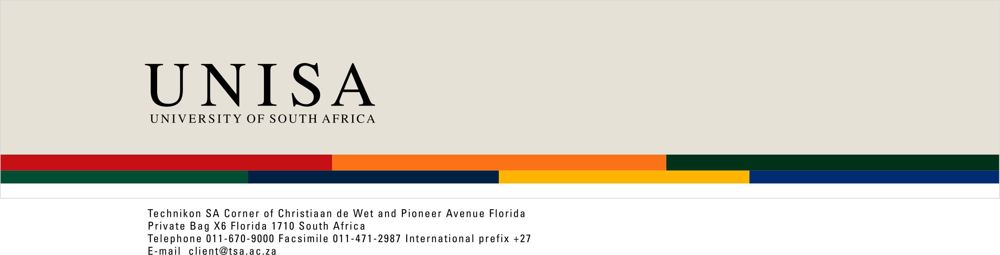 UNISA
UNIVERSITY OF SOUTH AFRICA
Technikon SA Corner of Christiaan de Wet and Pioneer Avenue Florida
Private Bag X6 Florida 1710 South Africa
Telephone 011-670-9000 Facsimile 011-471-2987 International prefix +27
E-mail client@tsa.ac.za